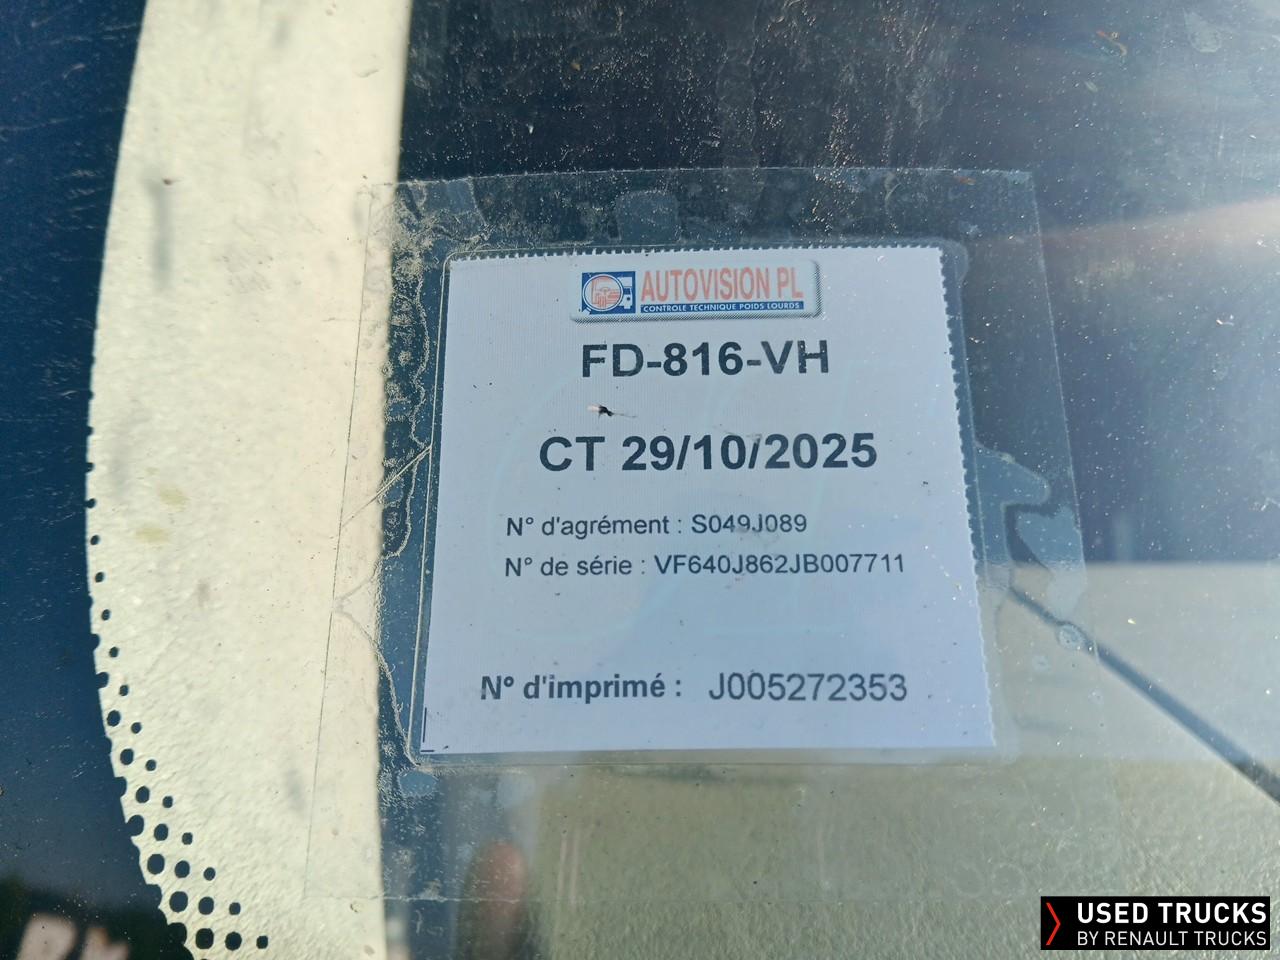 AUTOVISION PL
CONTROLE TECHNIQUE POIDS LOURDS
FD-816-VH
CT 29/10/2025
N° d'agrément : S049J089
N° de série : VF640J862JB007711
N° d'imprimé : J005272353
USED TRUCKS
BY RENAULT TRUCKS